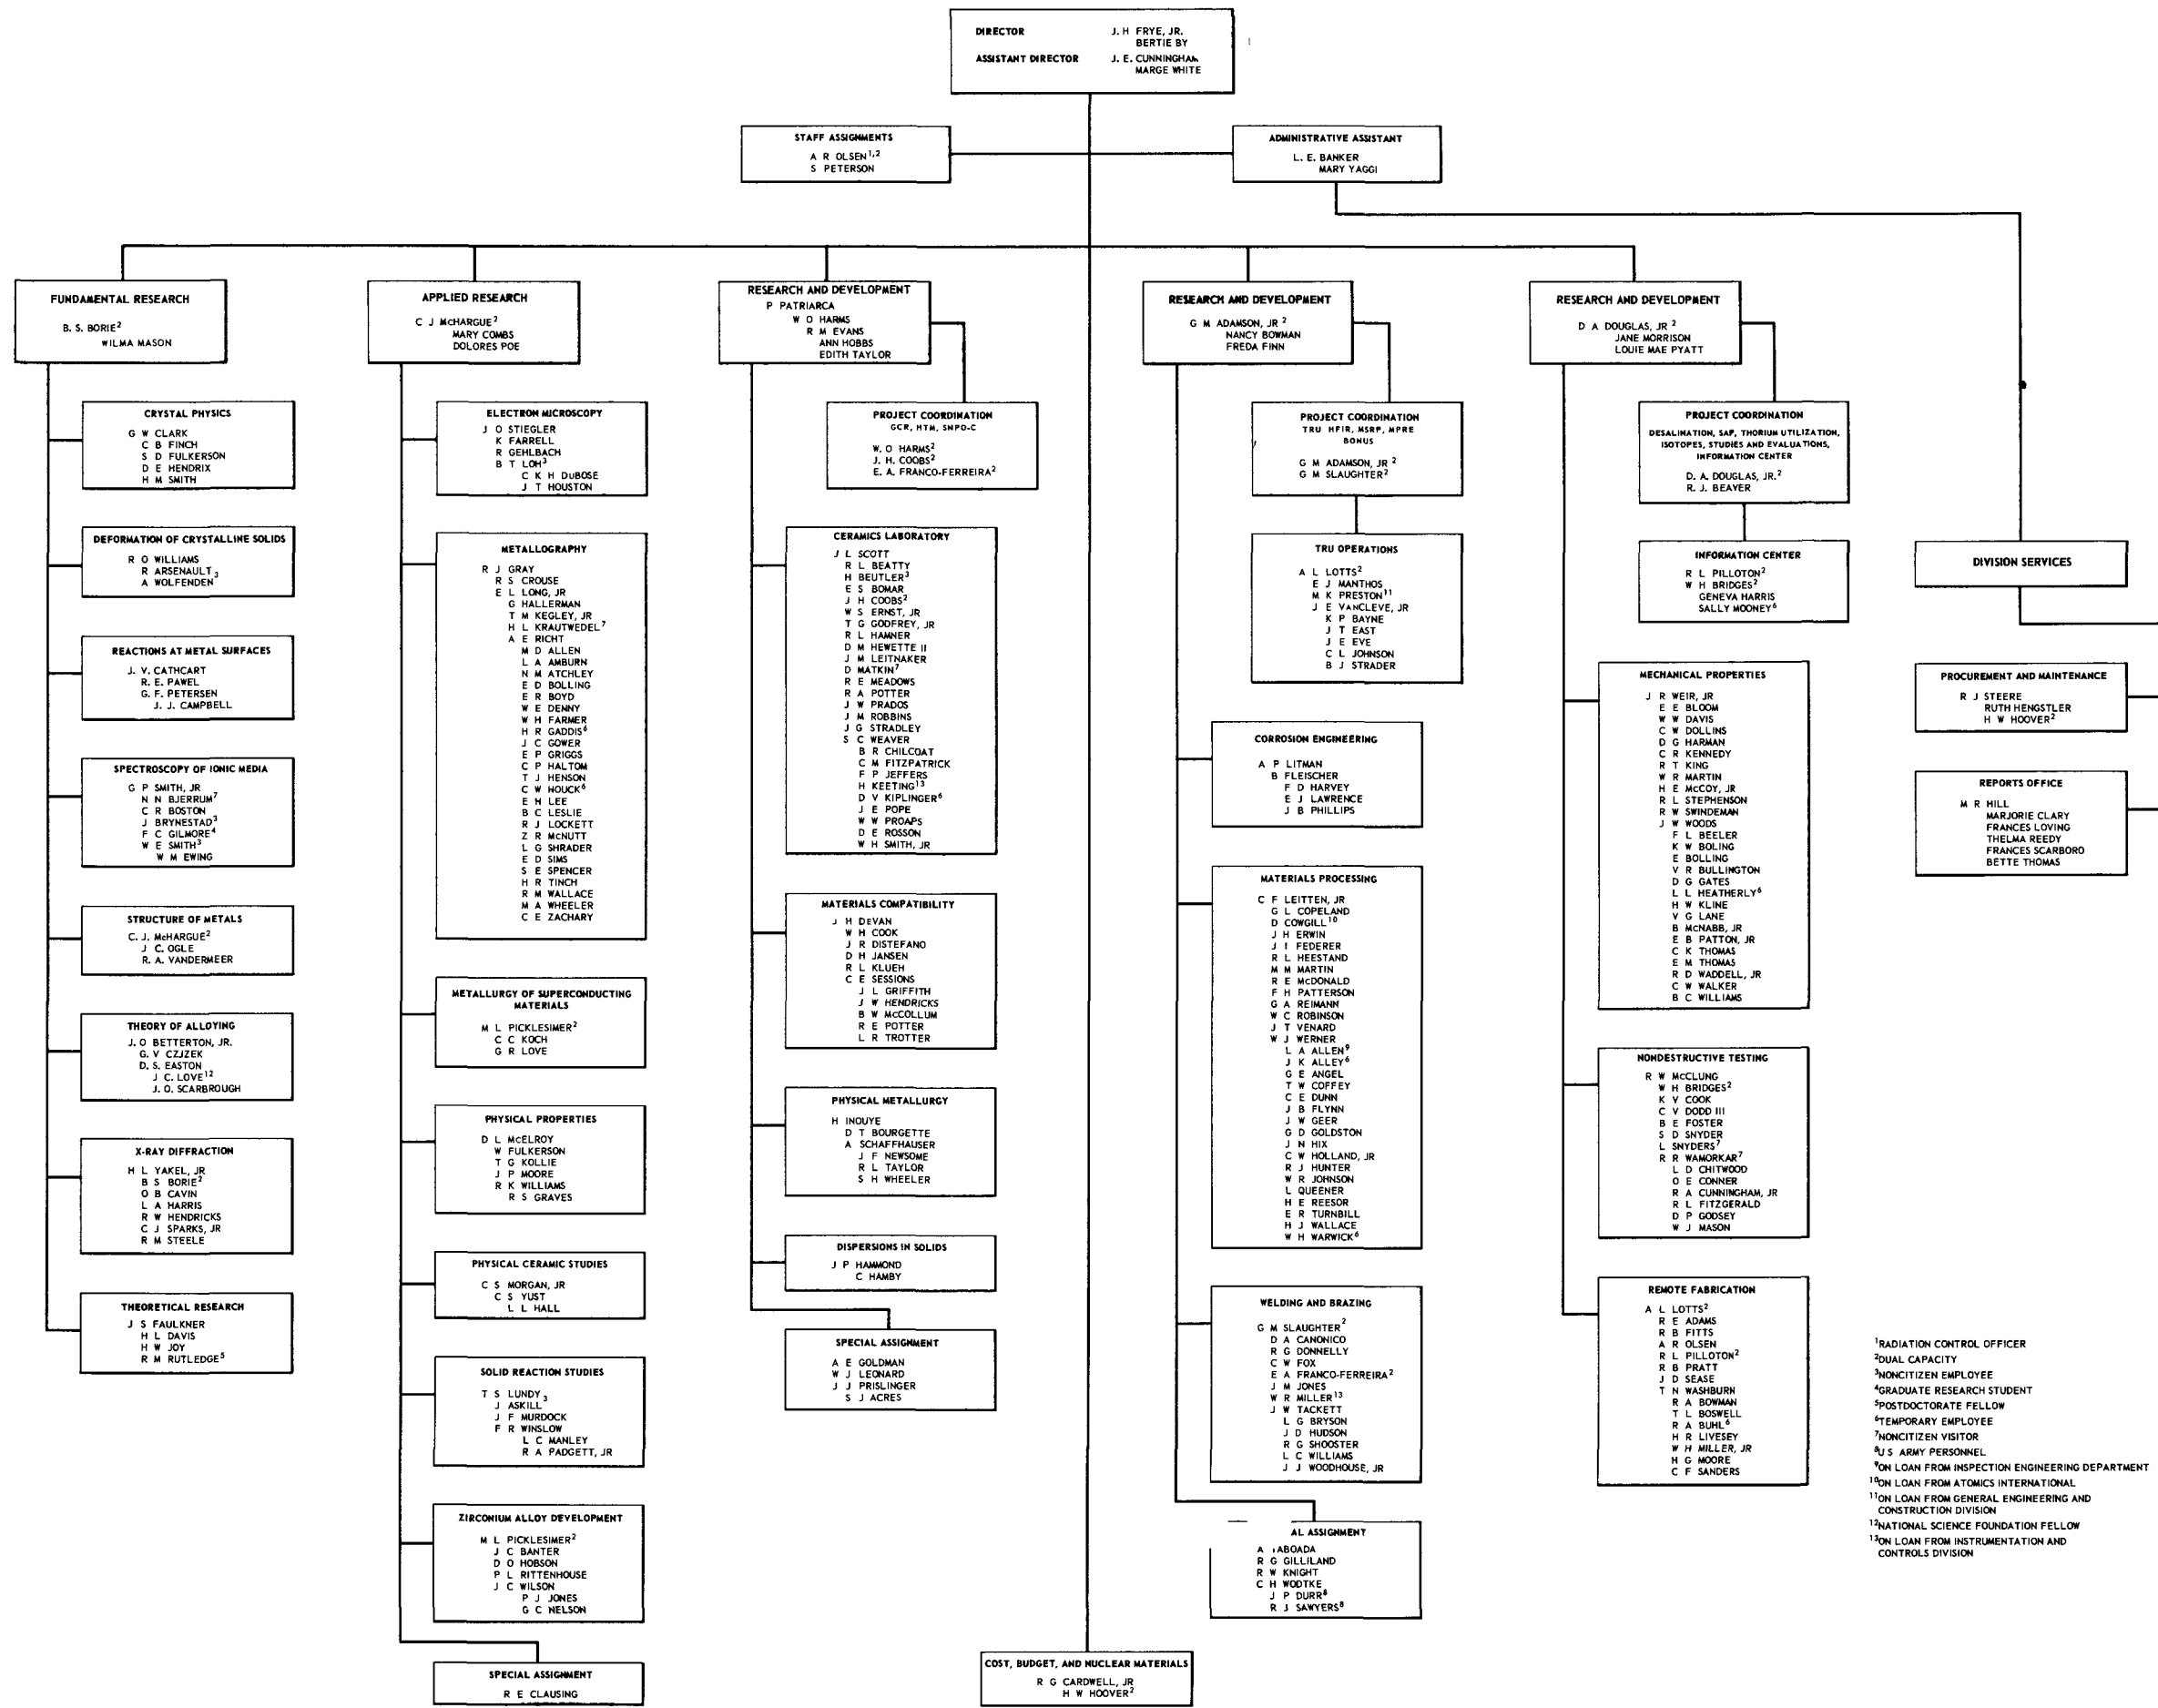 DIRECTOR J. H FRYE, JR.
BERTIE BY
ASSISTANT DIRECTOR J. E. CUNNINGHAM
MARGE WHITE
STAFF ASSIGNMENTS
A R OLSEN1,2
S PETERSON
ADMINISTRATIVE ASSISTANT
L. E. BANKER
MARY YAGGI
FUNDAMENTAL RESEARCH
B. S. BORIE2
WILMA MASON
CRYSTAL PHYSICS
G W CLARK
C B FINCH
S D FULKERSON
D E HENDRIX
H M SMITH
DEFORMATION OF CRYSTALLINE SOLIDS
R O WILLIAMS
R ARSENAULT
A WOLFENDEN3
REACTIONS AT METAL SURFACES
J. V. CATHCART
R. E. PAWEL
G. F. PETERSEN
J. J. CAMPBELL
SPECTROSCOPY OF IONIC MEDIA
G P SMITH, JR
N N BJERRUM7
C R BOSTON
J BRYNESTAD3
F C GILMORE4
W E SMITH3
W M EWING
STRUCTURE OF METALS
C. J. McHARGUE2
J C. OGLE
R. A. VANDERMEER
THEORY OF ALLOYING
J. O BETTERTON, JR.
G. V CZJZEK
D. S. EASTON
J C. LOVE12
J. O. SCARBROUGH
X-RAY DIFFRACTION
H L YAKEL, JR
B S BORIE2
O B CAVIN
L A HARRIS
R W HENDRICKS
C J SPARKS, JR
R M STEELE
THEORETICAL RESEARCH
J S FAULKNER
H L DAVIS
H W JOY
R M RUTLEDGE5
APPLIED RESEARCH
C J McHARGUE2
MARY COMBS
DOLORES POE
ELECTRON MICROSCOPY
J O STIEGLER
K FARRELL
R GEHLBACH
B T LOH3
C K H DuBOSE
J T HOUSTON
METALLOGRAPHY
R J GRAY
R S CROUSE
E L LONG, JR
G HALLERMAN
T M KEGLEY, JR
H L KRAUTWEDEL7
A E RICHT
M D ALLEN
L A AMBURN
N M ATCHLEY
E D BOLLING
E R BOYD
W E DENNY
W H FARMER
H R GADDIS6
J C GOWER
E P GRIGGS
C P HALTOM
T J HENSON
C W HOUCK6
E H LEE
B C LESLIE
R J LOCKETT
Z R McNUTT
L G SHRADER
E D SIMS
S E SPENCER
H R TINCH
R M WALLACE
M A WHEELER
C E ZACHARY
METALLURGY OF SUPERCONDUCTING
MATERIALS
M L PICKLESIMER2
C C KOCH
G R LOVE
PHYSICAL PROPERTIES
D L McELROY
W FULKERSON
T G KOLLIE
J P MOORE
R K WILLIAMS
R S GRAVES
PHYSICAL CERAMIC STUDIES
C S MORGAN, JR
C S YUST
L L HALL
SOLID REACTION STUDIES
T S LUNDY
J ASKILL3
J F MURDOCK
F R WINSLOW
L C MANLEY
R A PADGETT, JR
ZIRCONIUM ALLOY DEVELOPMENT
M L PICKLESIMER2
J C BANTER
D O HOBSON
P L RITTENHOUSE
J C WILSON
P J JONES
G C NELSON
SPECIAL ASSIGNMENT
R E CLAUSING
RESEARCH AND DEVELOPMENT
P PATRIARCA
W O HARMS
R M EVANS
ANN HOBBS
EDITH TAYLOR
PROJECT COORDINATION
GCR, HTM, SNPO-C
W. O HARMS2
J. H. COOBS2
E. A. FRANCO-FERREIRA2
CERAMICS LABORATORY
J L SCOTT
R L BEATTY
H BEUTLER3
E S BOMAR
J H COOBS2
W S ERNST, JR
T G GODFREY, JR
R L HAMNER
D M HEWETTE II
J M LEITNAKER
D MATKIN7
R E MEADOWS
R A POTTER
J W PRADOS
J M ROBBINS
J G STRADLEY
S C WEAVER
B R CHILCOAT
C M FITZPATRICK
F P JEFFERS
H KEETING13
D V KIPLINGER6
J E POPE
W W PROAPS
D E ROSSON
W H SMITH, JR
MATERIALS COMPATIBILITY
J H DeVAN
W H COOK
J R DISTEFANO
D H JANSEN
R L KLUEH
C E SESSIONS
J L GRIFFITH
J W HENDRICKS
B W McCOLLUM
R E POTTER
L R TROTTER
PHYSICAL METALLURGY
H INOUYE
D T BOURGETTE
A SCHAFFHAUSER
J F NEWSOME
R L TAYLOR
S H WHEELER
DISPERSIONS IN SOLIDS
J P HAMMOND
C HAMBY
SPECIAL ASSIGNMENT
A E GOLDMAN
W J LEONARD
J J PRISLINGER
S J ACRES
COST, BUDGET, AND NUCLEAR MATERIALS
R G CARDWELL, JR
H W HOOVER2
RESEARCH AND DEVELOPMENT
G M ADAMSON, JR 2
NANCY BOWMAN
FREDA FINN
PROJECT COORDINATION
TRU HFIR, MSRP, MPRE
BONUS
G M ADAMSON, JR 2
G M SLAUGHTER2
TRU OPERATIONS
A L LOTTS2
E J MANTHOS
M K PRESTON11
J E VANCLEVE, JR
K P BAYNE
J T EAST
J E EVE
C L JOHNSON
B J STRADER
CORROSION ENGINEERING
A P LITMAN
B FLEISCHER
F D HARVEY
E J LAWRENCE
J B PHILLIPS
MATERIALS PROCESSING
C F LEITTEN, JR
G L COPELAND
D COWGILL10
J H ERWIN
J I FEDERER
R L HEESTAND
M M MARTIN
R E McDONALD
F H PATTERSON
G A REIMANN
W C ROBINSON
J T VENARD
W J WERNER
L A ALLEN9
J K ALLEY6
G E ANGEL
T W COFFEY
C E DUNN
J B FLYNN
J W GEER
G D GOLDSTON
J N HIX
C W HOLLAND, JR
R J HUNTER
W R JOHNSON
L QUEENER
H E REESOR
E R TURNBILL
H J WALLACE
W H WARWICK6
WELDING AND BRAZING
G M SLAUGHTER2
D A CANONICO
R G DONNELLY
C W FOX
E A FRANCO-FERREIRA2
J M JONES
W R MILLER13
J W TACKETT
L G BRYSON
J D HUDSON
R G SHOOSTER
L C WILLIAMS
J J WOODHOUSE, JR
AL ASSIGNMENT
A ABOADA
R G GILLILAND
R W KNIGHT
C H WODTKE
J P DURR8
R J SAWYERS8
RESEARCH AND DEVELOPMENT
D A DOUGLAS, JR 2
JANE MORRISON
LOUIE MAE PYATT
PROJECT COORDINATION
DESALINATION, SAP, THORIUM UTILIZATION,
ISOTOPES, STUDIES AND EVALUATIONS,
INFORMATION CENTER
D. A. DOUGLAS, JR.2
R. J. BEAVER
INFORMATION CENTER
R L PILLOTON2
W H BRIDGES2
GENEVA HARRIS
SALLY MOONEY6
MECHANICAL PROPERTIES
J R WEIR, JR
E E BLOOM
W W DAVIS
C W DOLLINS
D G HARMAN
C R KENNEDY
R T KING
W R MARTIN
H E McCOY, JR
R L STEPHENSON
R W SWINDEMAN
J W WOODS
F L BEELER
K W BOLING
E BOLLING
V R BULLINGTON
D G GATES
L L HEATHERLY6
H W KLINE
V G LANE
B McNABB, JR
E B PATTON, JR
C K THOMAS
E M THOMAS
R D WADDELL, JR
C W WALKER
B C WILLIAMS
NONDESTRUCTIVE TESTING
R W McCLUNG
W H BRIDGES2
K V COOK
C V DODD III
B E FOSTER
S D SNYDER
L SNYDERS7
R R WAMORKAR7
L D CHITWOOD
O E CONNER
R A CUNNINGHAM, JR
R L FITZGERALD
D P GODSEY
W J MASON
REMOTE FABRICATION
A L LOTTS2
R E ADAMS
R B FITTS
A R OLSEN
R L PILLOTON2
R B PRATT
J D SEASE
T N WASHBURN
R A BOWMAN
T L BOSWELL
R A BUHL6
H R LIVESEY
W H MILLER, JR
H G MOORE
C F SANDERS
DIVISION SERVICES
PROCUREMENT AND MAINTENANCE
R J STEERE
RUTH HENGSTLER
H W HOOVER2
REPORTS OFFICE
M R HILL
MARJORIE CLARY
FRANCES LOVING
THELMA REEDY
FRANCES SCARBORO
BETTE THOMAS
1RADIATION CONTROL OFFICER
2DUAL CAPACITY
3NONCITIZEN EMPLOYEE
4GRADUATE RESEARCH STUDENT
5POSTDOCTORATE FELLOW
6TEMPORARY EMPLOYEE
7NONCITIZEN VISITOR
8U S ARMY PERSONNEL
9ON LOAN FROM INSPECTION ENGINEERING DEPARTMENT
10ON LOAN FROM ATOMICS INTERNATIONAL
11ON LOAN FROM GENERAL ENGINEERING AND
CONSTRUCTION DIVISION
12NATIONAL SCIENCE FOUNDATION FELLOW
13ON LOAN FROM INSTRUMENTATION AND
CONTROLS DIVISION